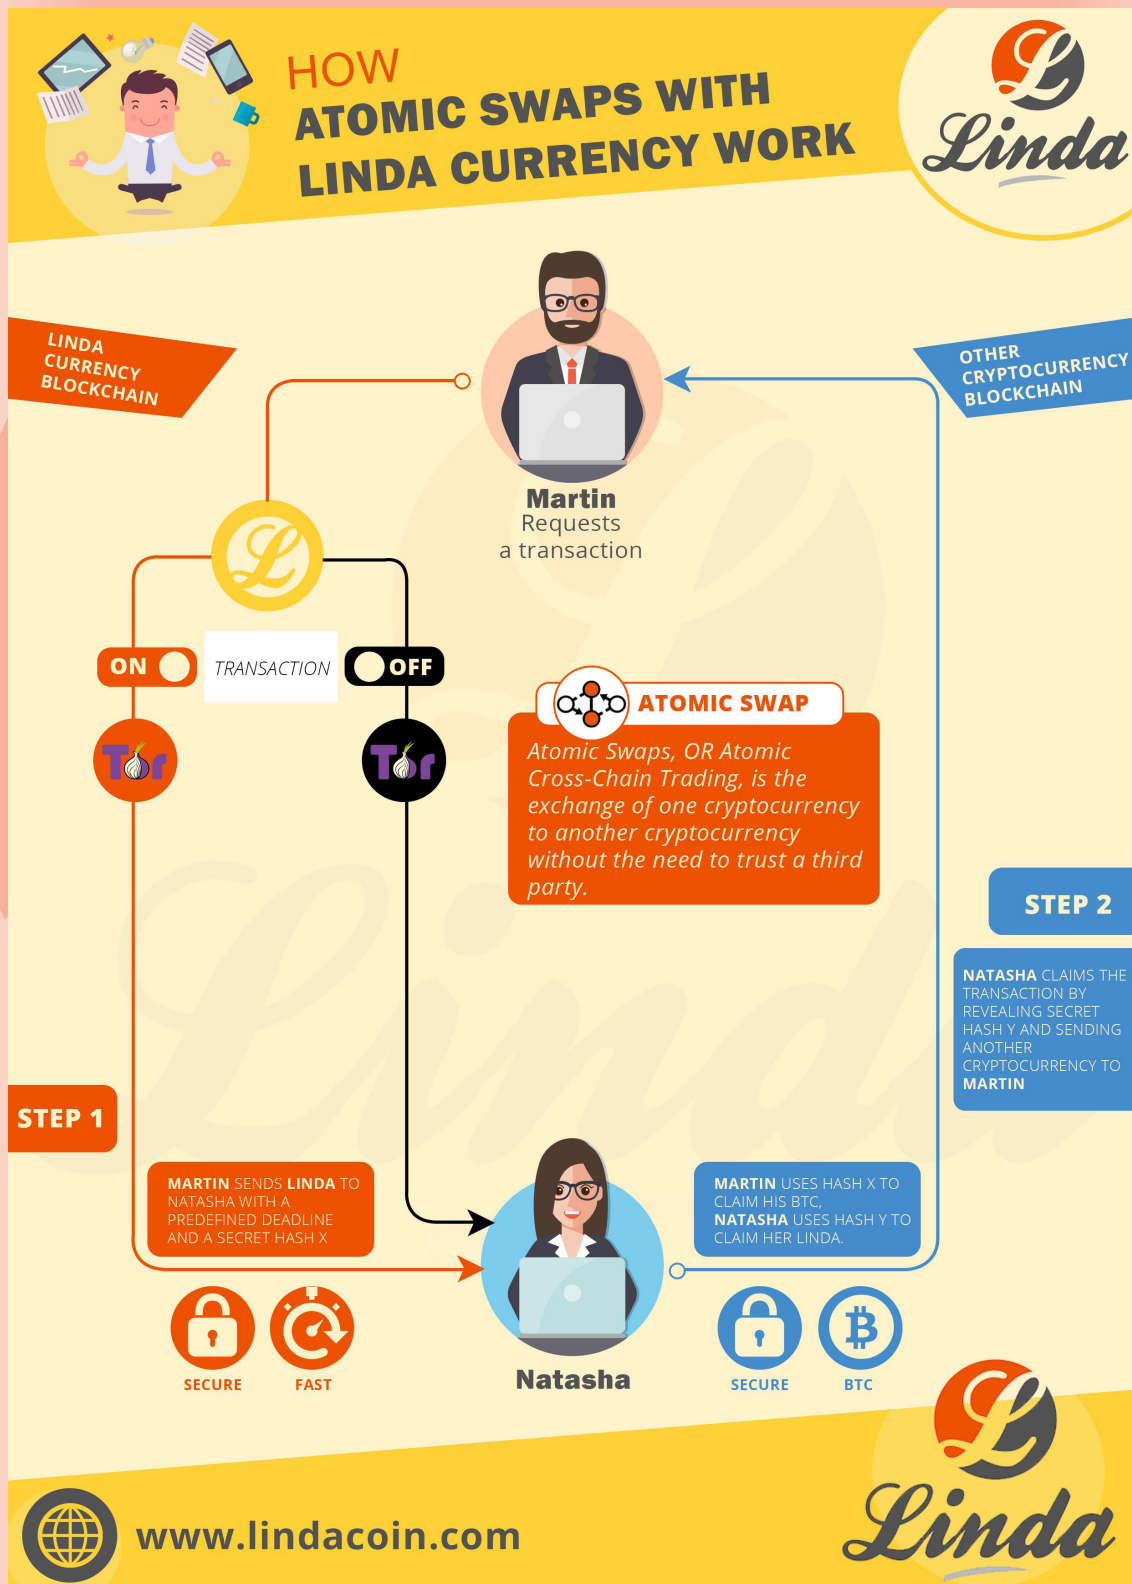 HOW
ATOMIC SWAPS WITH
LINDA CURRENCY WORK
Linda
LINDA
CURRENCY
BLOCKCHAIN
OTHER
CRYPTOCURRENCY
BLOCKCHAIN
Martin
Requests
a transaction
ON
TRANSACTION
OFF
Tor
Tor
ATOMIC SWAP
Atomic Swaps, OR Atomic
Cross-Chain Trading, is the
exchange of one cryptocurrency
to another cryptocurrency
without the need to trust a third
party.
STEP 2
NATASHA CLAIMS THE
TRANSACTION BY
REVEALING SECRET
HASH Y AND SENDING
ANOTHER
CRYPTOCURRENCY TO
MARTIN
STEP 1
MARTIN SENDS LINDA TO
NATASHA WITH A
PREDEFINED DEADLINE
AND A SECRET HASH X
MARTIN USES HASH X TO
CLAIM HIS BTC,
NATASHA USES HASH Y TO
CLAIM HER LINDA.
SECURE
FAST
Natasha
SECURE
BTC
www.lindacoin.com
Linda